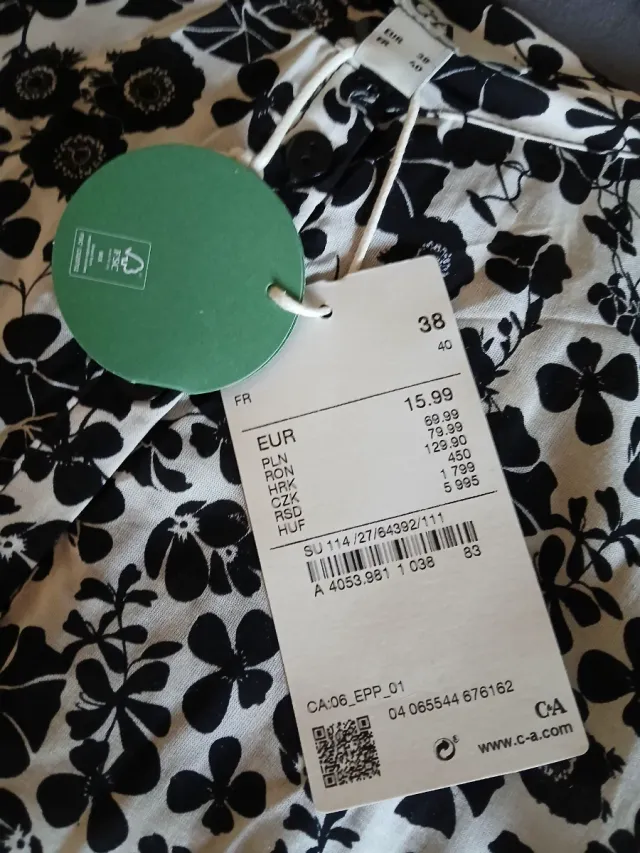 EUR 38
FR 40
FSC
38
FR 40
EUR 15.99
PLN 69.99
RON 79.99
HRK 129.90
CZK 450
RSD 1 799
HUF 5 995
SU 114 /27/64392/111
A 4053.981 1 038 83
CA:06_EPP_01
04 065544 676162
C&A
www.c-a.com